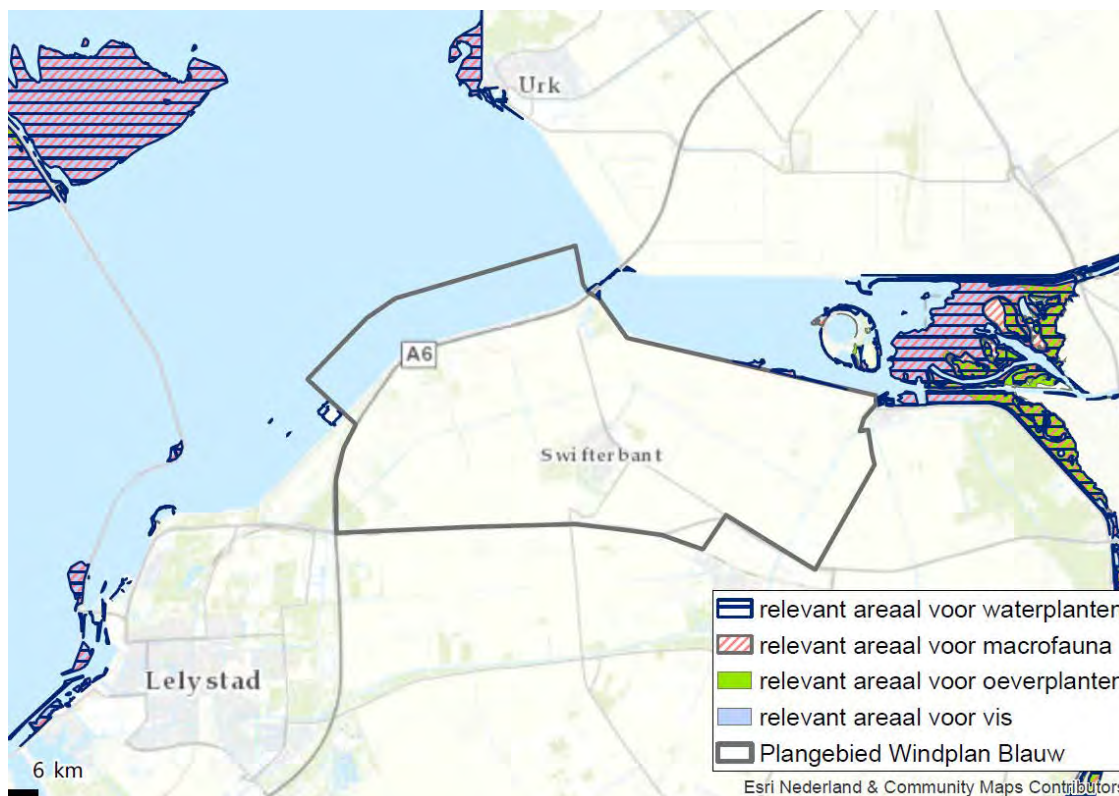 Urk
A6
Swifterbant
Lelystad
relevant areaal voor waterplanten
relevant areaal voor macrofauna
relevant areaal voor oeverplanten
relevant areaal voor vis
Plangebied Windplan Blauw
6 km
Esri Nederland & Community Maps Contributors